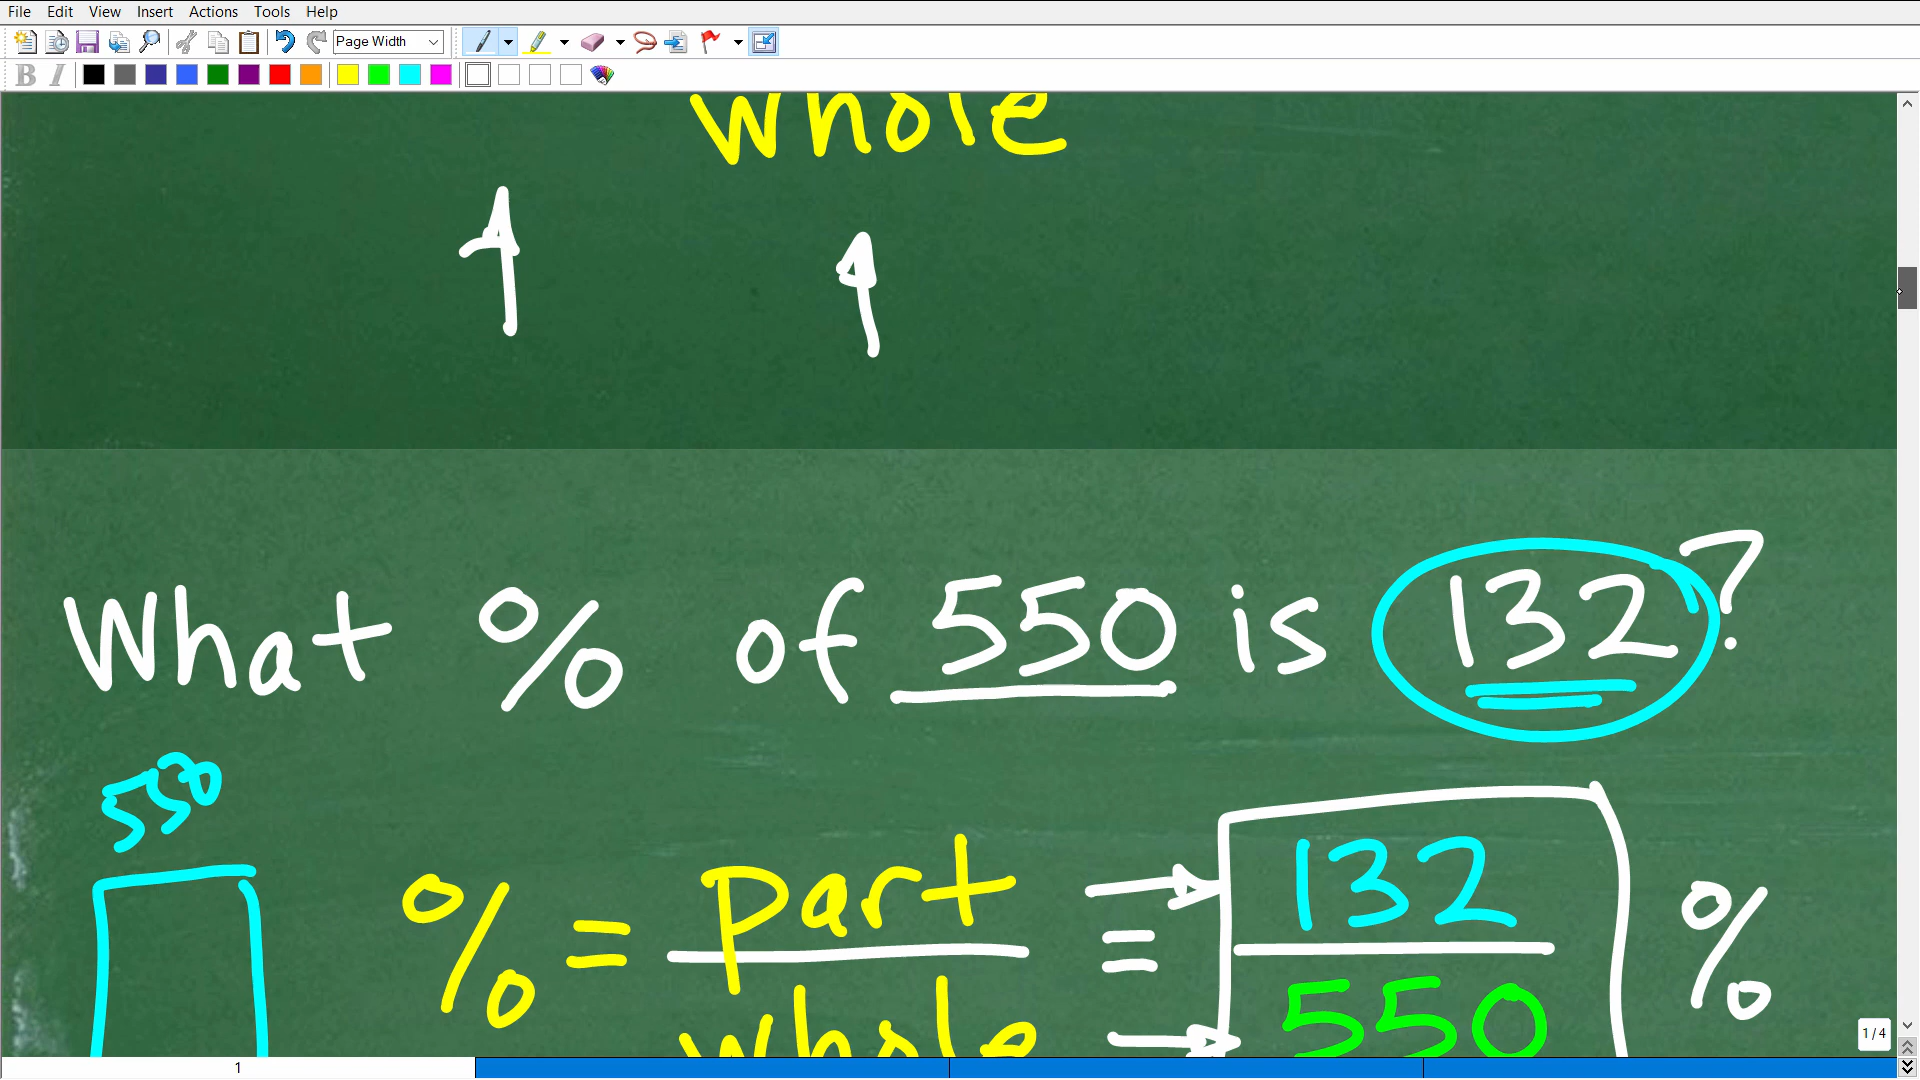 File Edit View Insert Actions Tools Help
Page Width
B I
whole
What % of 550 is 132?
550
% = part = 132 %
whole 550
1/4
1